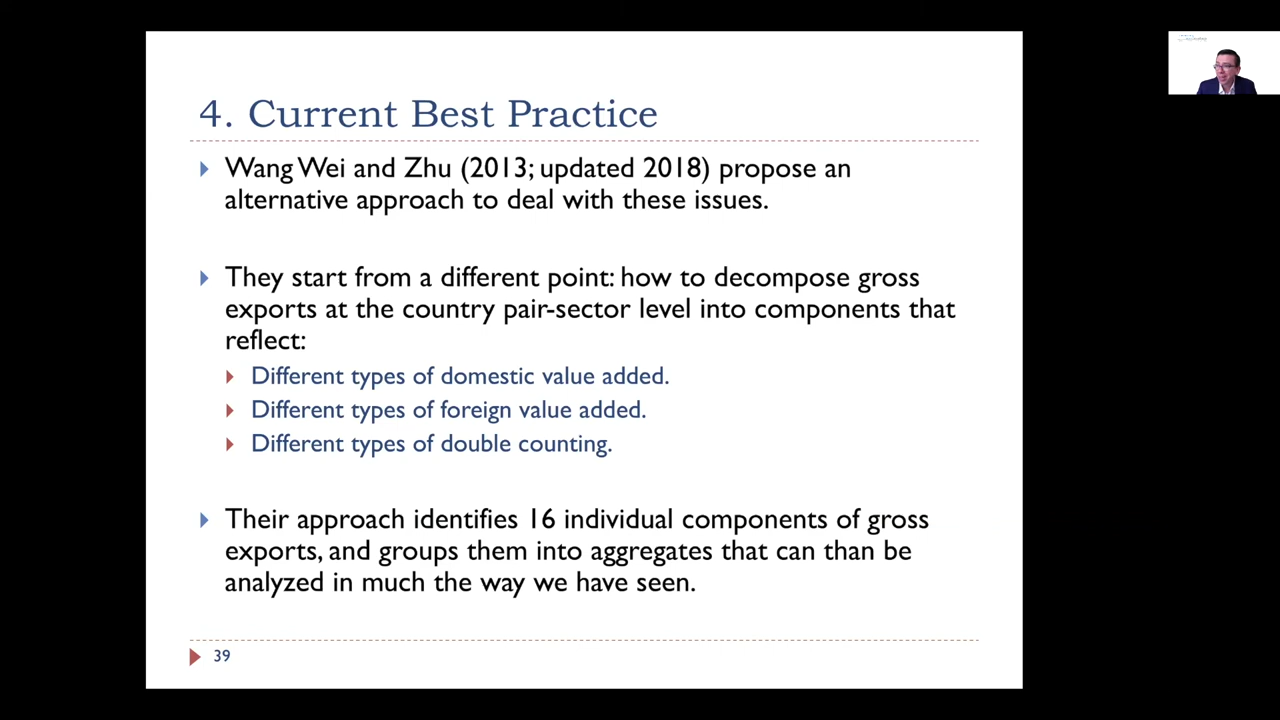 4. Current Best Practice
Wang Wei and Zhu (2013; updated 2018) propose an
alternative approach to deal with these issues.
They start from a different point: how to decompose gross
exports at the country pair-sector level into components that
reflect:
Different types of domestic value added.
Different types of foreign value added.
Different types of double counting.
Their approach identifies 16 individual components of gross
exports, and groups them into aggregates that can than be
analyzed in much the way we have seen.
39